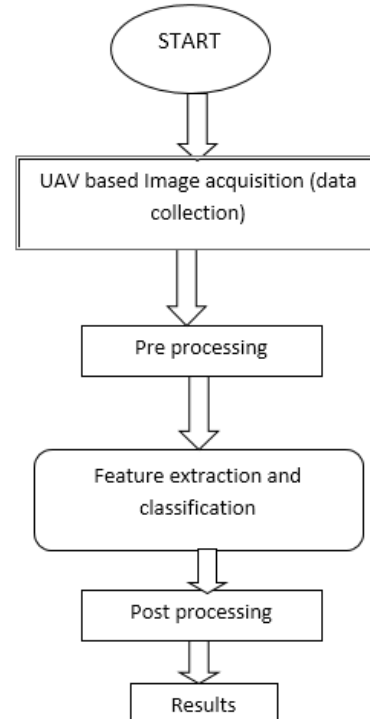 START
UAV based Image acquisition (data
collection)
Pre processing
Feature extraction and
classification
Post processing
Results